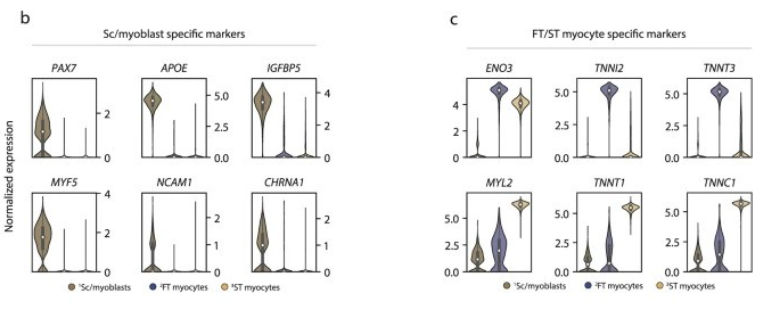 b
Sc/myoblast specific markers
PAX7 APOE IGFBP5
2 0
5.0 2.5 0.0
4 2 0
Normalized expression
MYF5 NCAM1 CHRNA1
4 2 0
2 1 0
2 1 0
¹Sc/myoblasts ²FT myocytes ³ST myocytes
c
FT/ST myocyte specific markers
ENO3 TNNI2 TNNT3
4 2 0
5.0 2.5 0.0
5.0 2.5 0.0
MYL2 TNNT1 TNNC1
5.0 2.5 0.0
5.0 2.5 0.0
5.0 2.5 0.0
¹Sc/myoblasts ²FT myocytes ³ST myocytes